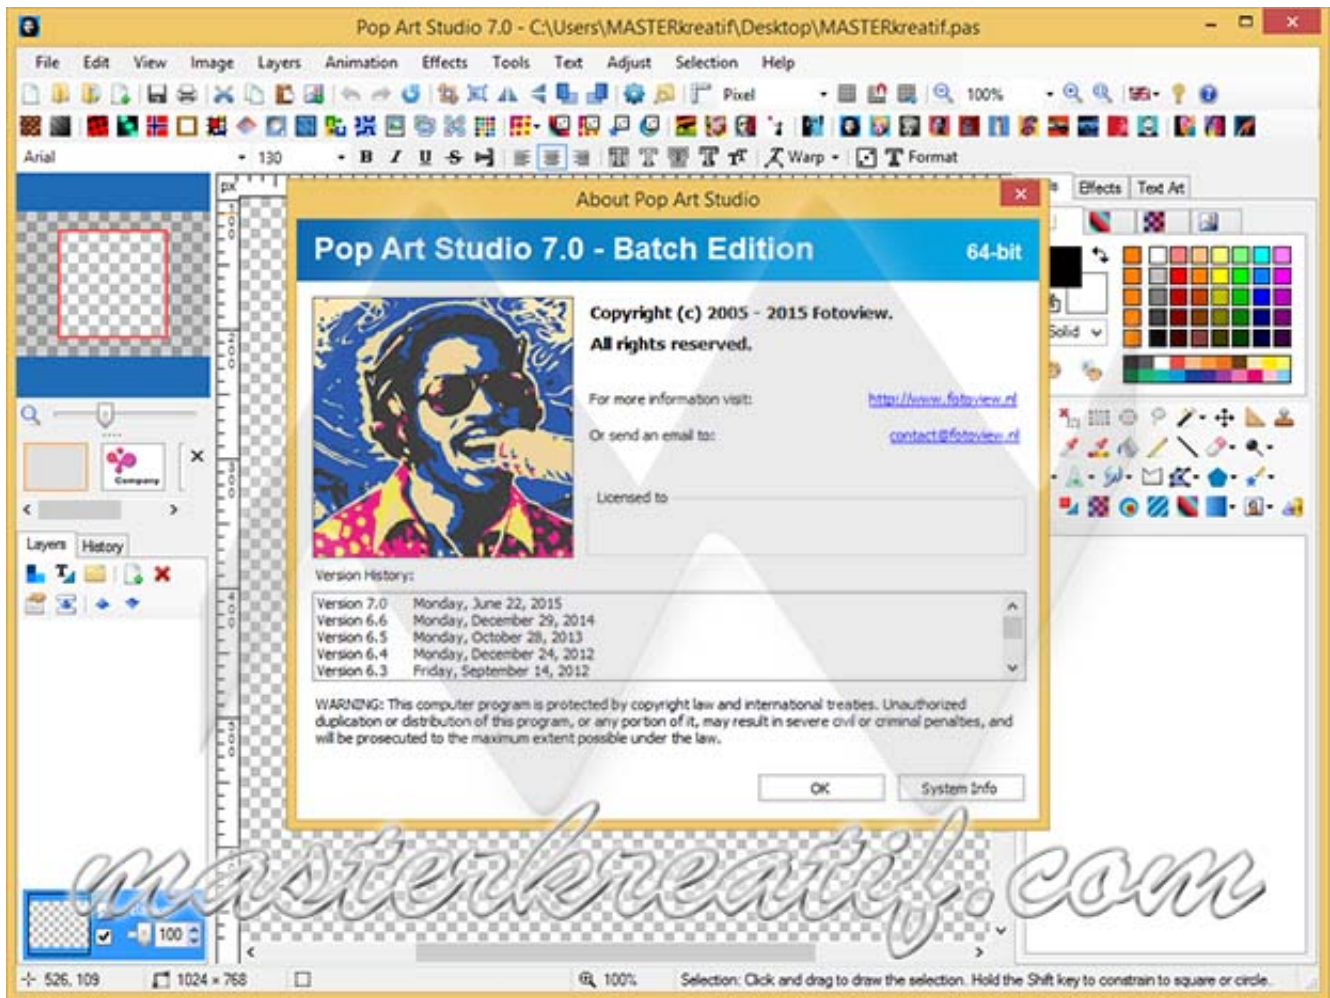 Pop Art Studio 7.0 - C:\Users\MASTERkreatif\Desktop\MASTERkreatif.pas
File Edit View Image Layers Animation Effects Tools Text Adjust Selection Help
Pixel 100%
Arial 130 B I U S Warp Format
px
Effects Text Art
About Pop Art Studio
Pop Art Studio 7.0 - Batch Edition 64-bit
Copyright (c) 2005 - 2015 Fotoview.
All rights reserved.
Solid
For more information visit: http://www.fotoview.nl
Or send an email to: contact@fotoview.nl
Company
Licensed to
Layers History
Version History:
Version 7.0 Monday, June 22, 2015
Version 6.6 Monday, December 29, 2014
Version 6.5 Monday, October 28, 2013
Version 6.4 Monday, December 24, 2012
Version 6.3 Friday, September 14, 2012
WARNING: This computer program is protected by copyright law and international treaties. Unauthorized
duplication or distribution of this program, or any portion of it, may result in severe civil or criminal penalties, and
will be prosecuted to the maximum extent possible under the law.
OK System Info
masterkreatif.com
100
526, 109 1024 x 768 100% Selection: Click and drag to draw the selection. Hold the Shift key to constrain to square or circle.